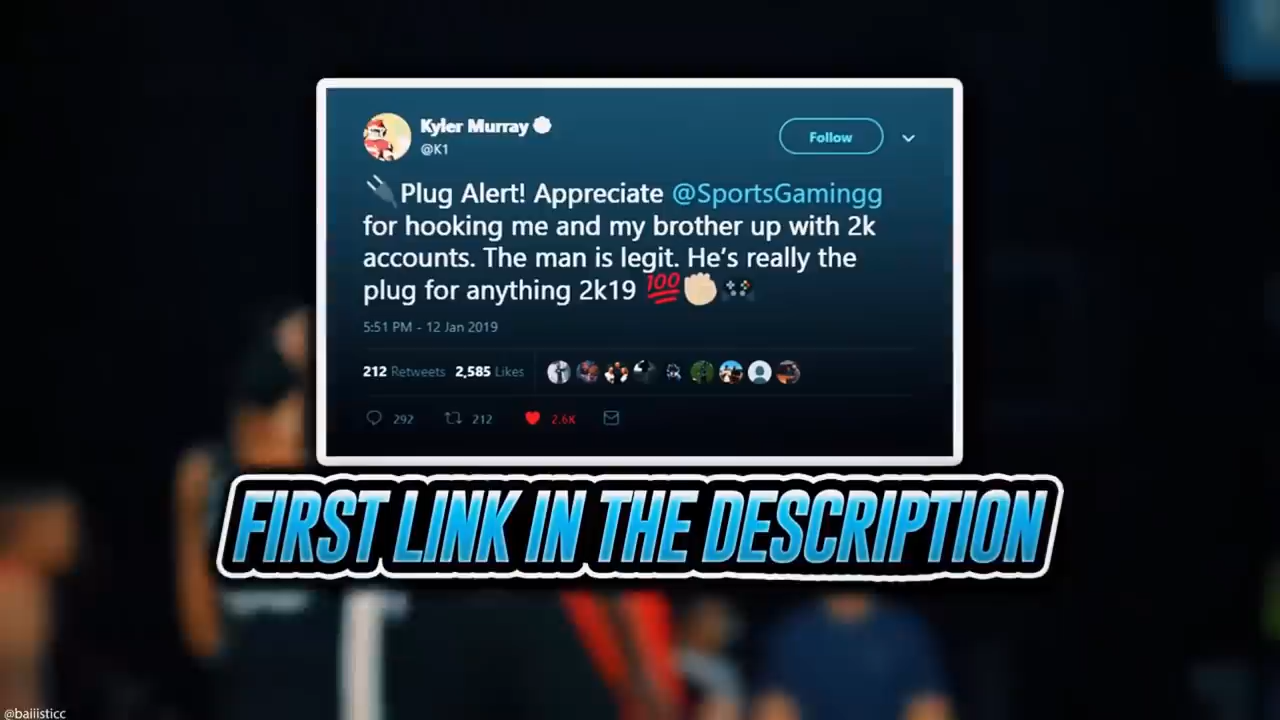 Kyler Murray
@K1
Follow
Plug Alert! Appreciate @SportsGamingg
for hooking me and my brother up with 2k
accounts. The man is legit. He's really the
plug for anything 2k19 💯✊🏻🎮
5:51 PM - 12 Jan 2019
212 Retweets 2,585 Likes
292 212 2.6K
FIRST LINK IN THE DESCRIPTION
@baiiisticc